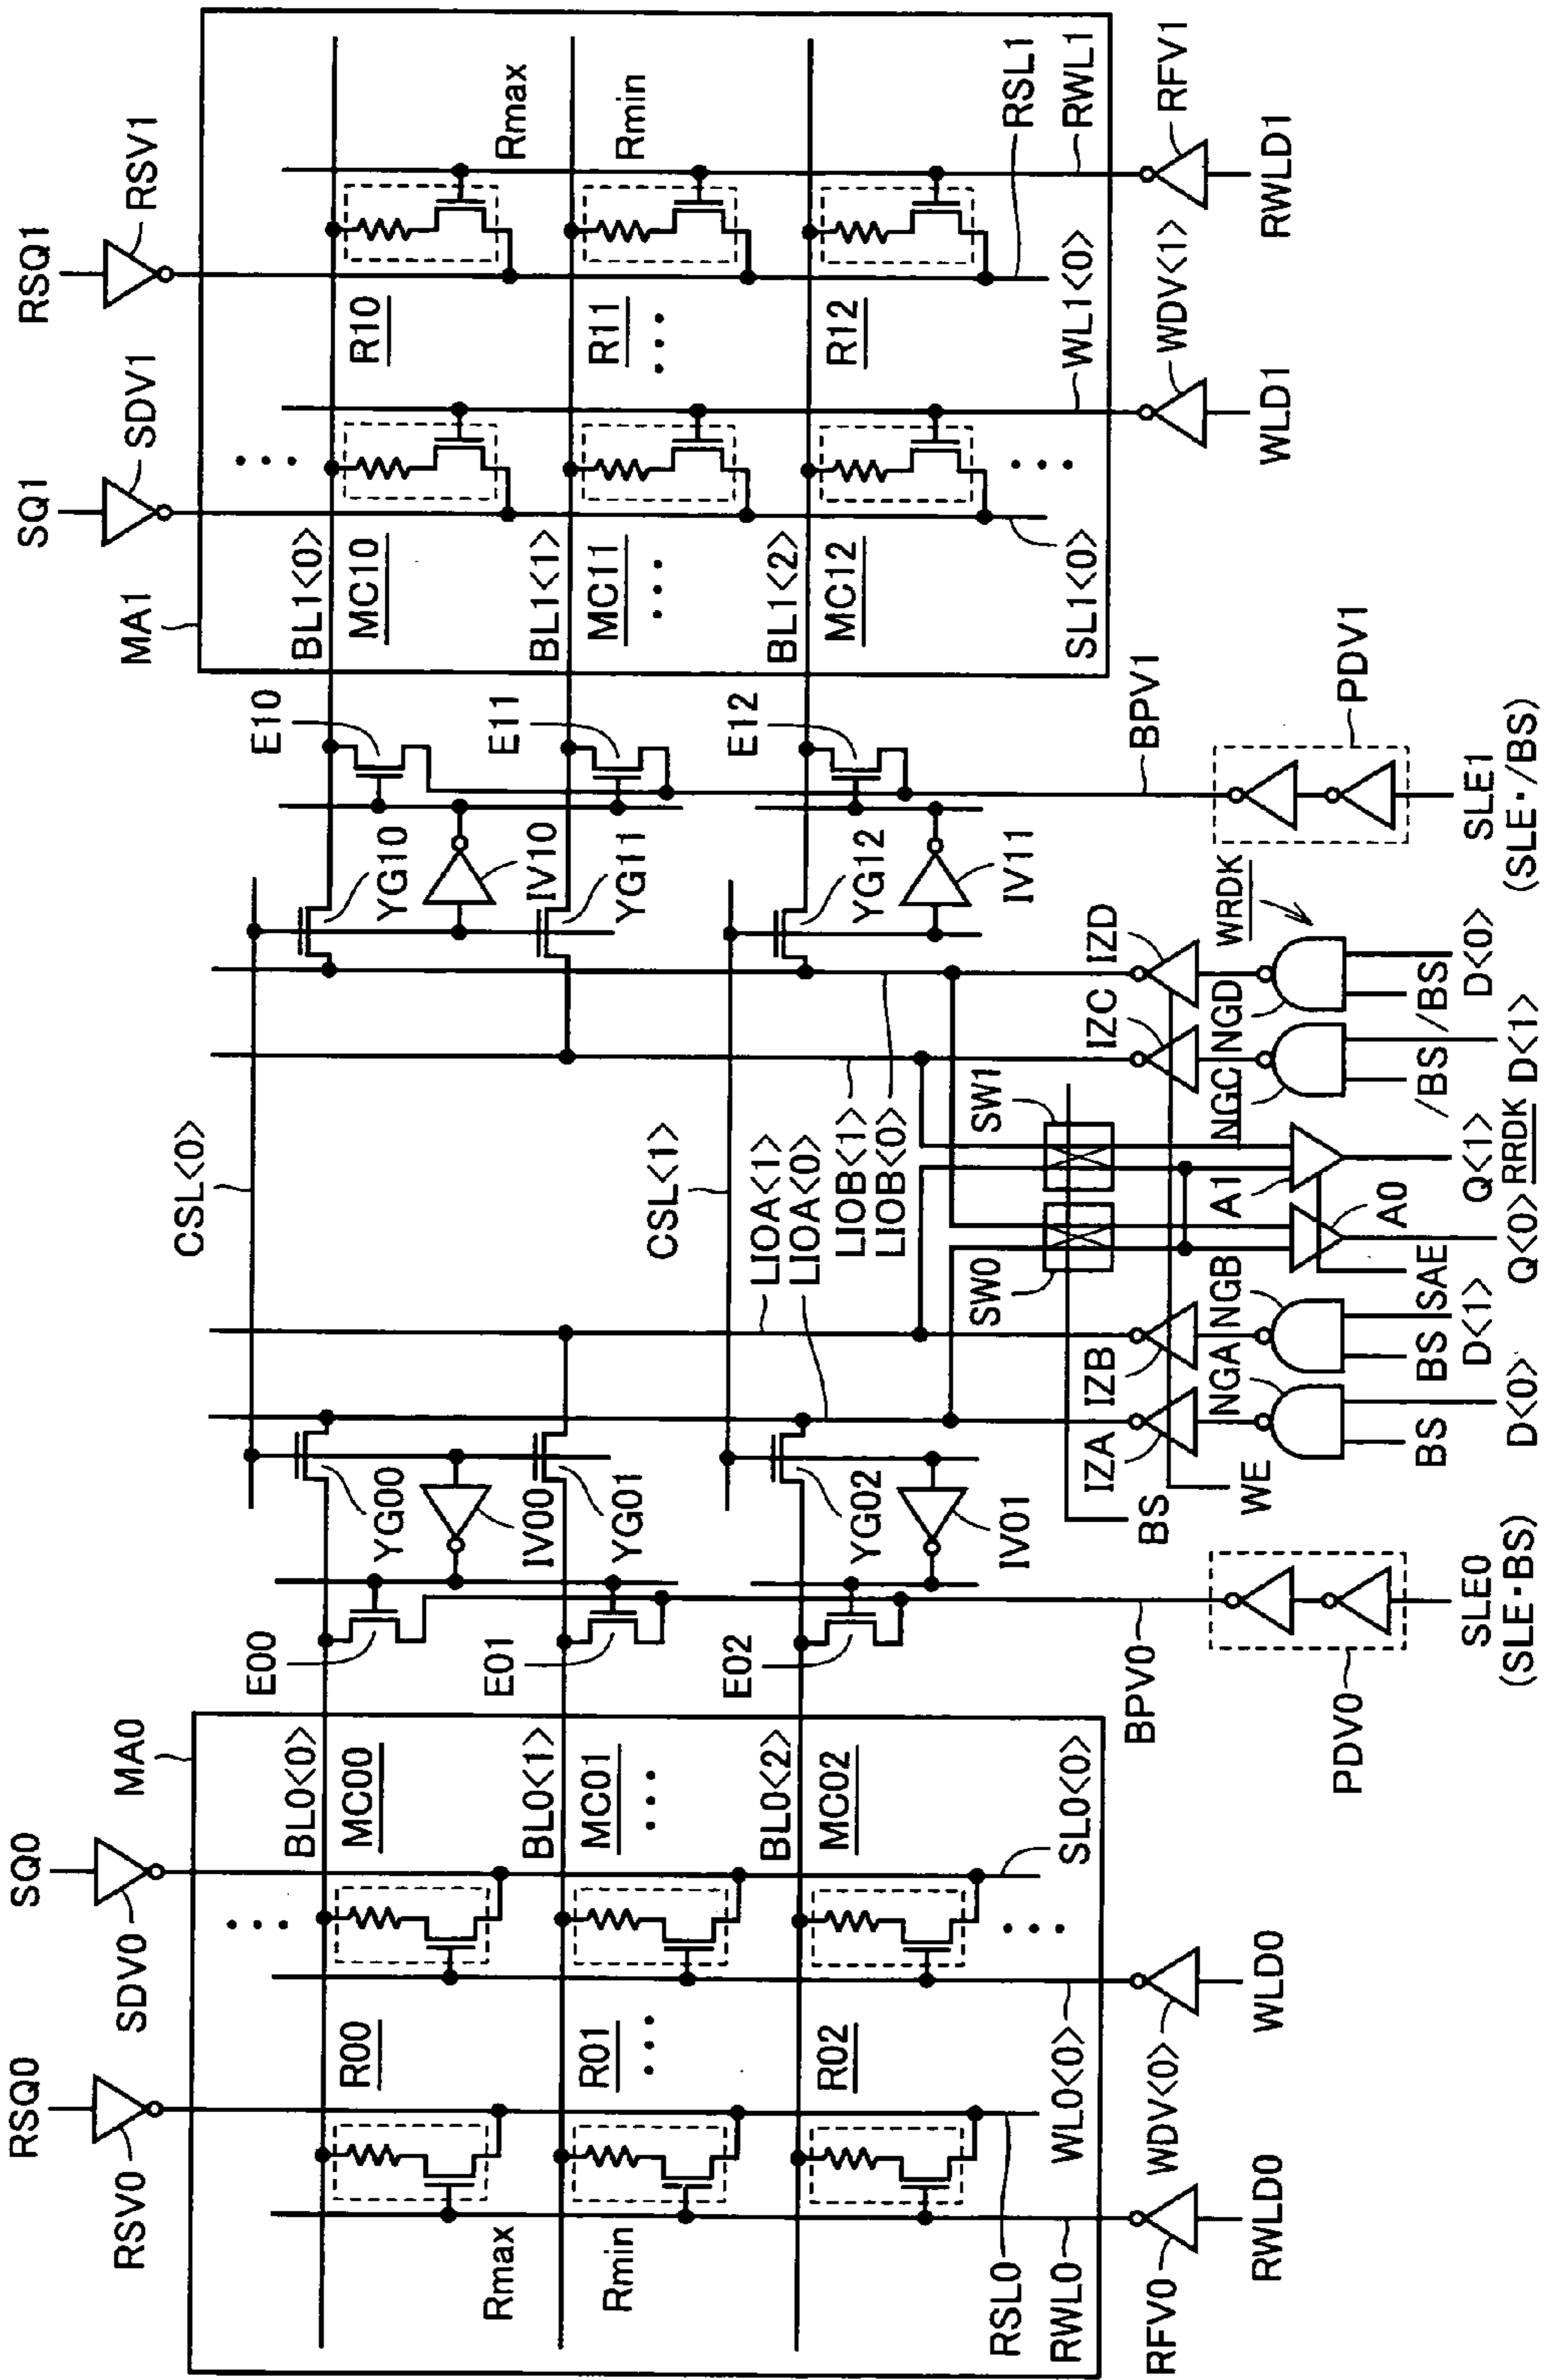 RSQ0
SQ0
SQ1
RSQ1
RSV0
SDV0
MA0
MA1
SDV1
RSV1
CSL<0>
BL0<0>
E00
E10
BL1<0>
R00
MC00
YG00
YG10
MC10
R10
Rmax
IV00
IV10
Rmax
BL0<1>
E01
E11
BL1<1>
R01
MC01
YG01
YG11
MC11
R11
Rmin
Rmin
CSL<1>
BL0<2>
E02
E12
BL1<2>
R02
MC02
YG02
YG12
MC12
R12
LIOA<1>
LIOA<0>
LIOB<1>
LIOB<0>
IV01
IV11
RSL0
RWL0
WL0<0>
SL0<0>
SL1<0>
WL1<0>
RSL1
RWL1
BPV0
BPV1
RFV0
WDV<0>
WDV<1>
RFV1
BS
SW0
SW1
IZA
IZB
IZC
IZD
WE
NGA
NGB
NGC
NGD
WRDK
A1
A0
RWLD0
WLD0
WLD1
RWLD1
PDV0
PDV1
BS
BS
SAE
/BS
/BS
SLE0
(SLE·BS)
D<0>
D<1>
Q<0>
Q<1>
RRDK
D<1>
D<0>
SLE1
(SLE·/BS)